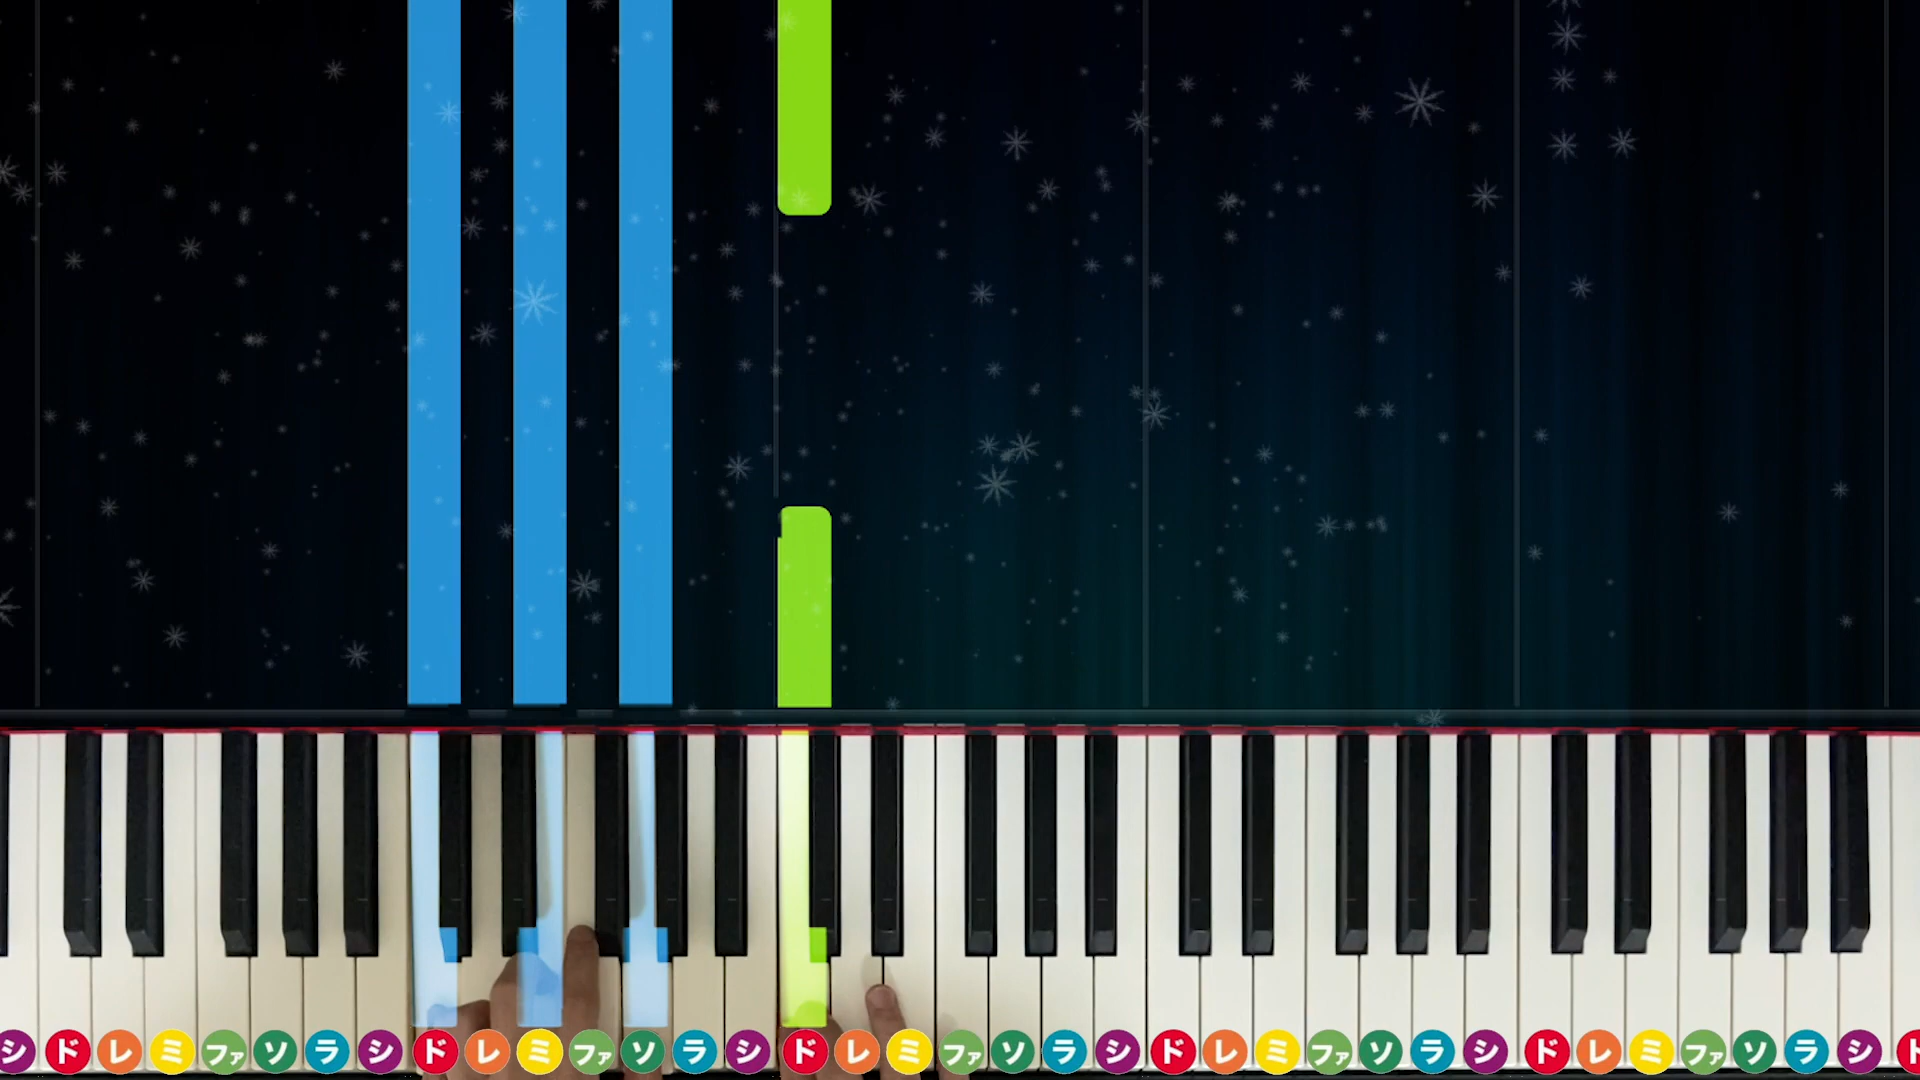 シ ド レ ミ ファ ソ ラ シ ド レ ミ ファ ソ ラ シ ド レ ミ ファ ソ ラ シ ド レ ミ ファ ソ ラ シ ド レ ミ ファ ソ ラ シ ド